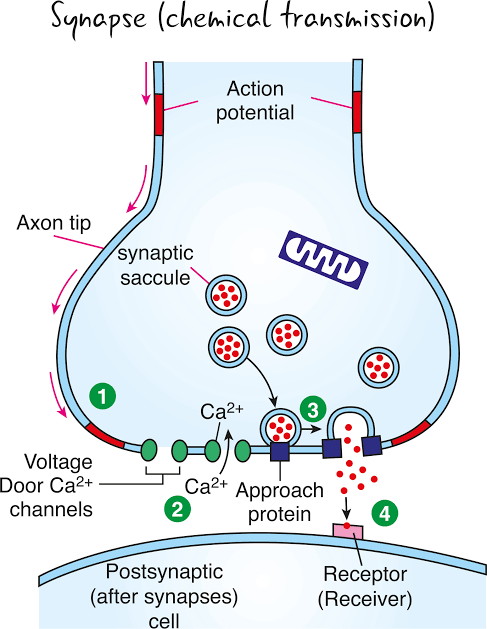 Synapse (chemical transmission)
Action
potential
Axon tip
synaptic
saccule
1
Ca2+
3
Voltage
Door Ca2+
channels
Ca2+
2
Approach
protein
4
Postsynaptic
(after synapses)
cell
Receptor
(Receiver)